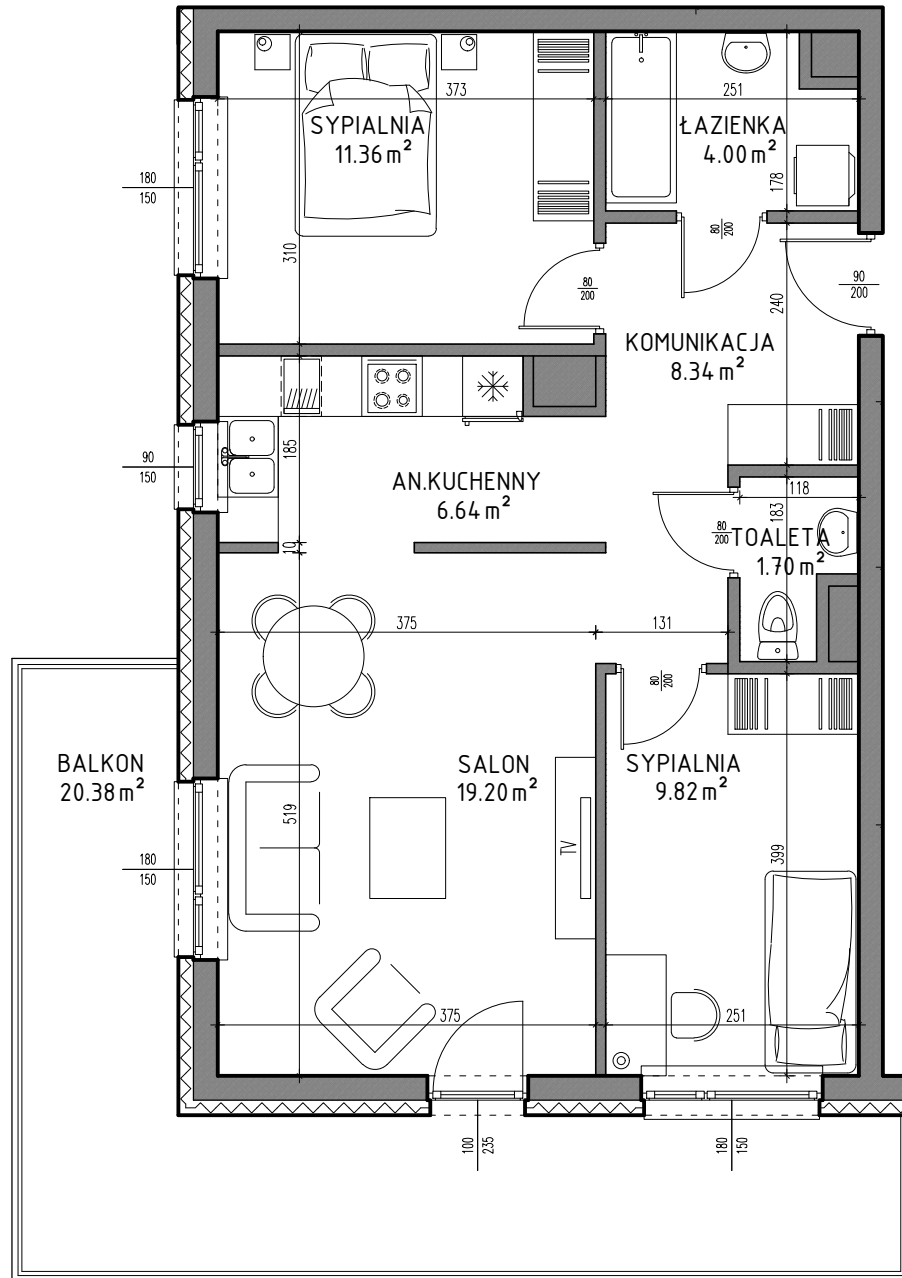 373
251
SYPIALNIA
11.36 m²
ŁAZIENKA
4.00 m²
180
150
178
310
80
200
80
200
90
200
240
KOMUNIKACJA
8.34 m²
90
150
185
AN.KUCHENNY
6.64 m²
118
183
80
200
TOALETA
1.70 m²
10
375
131
80
200
BALKON
20.38 m²
SALON
19.20 m²
SYPIALNIA
9.82 m²
519
TV
399
180
150
375
251
100
235
180
150